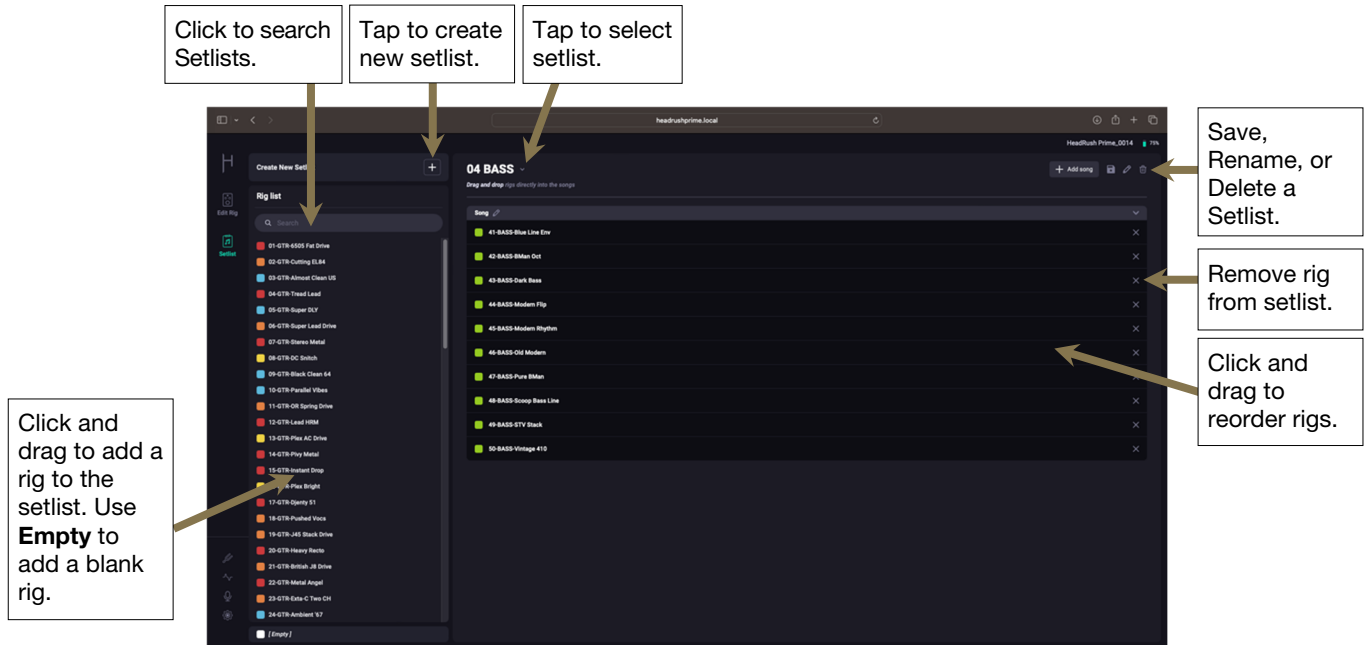 Click to search
Setlists.
Tap to create
new setlist.
Tap to select
setlist.
headrushprime.local
HeadRush Prime_0014
75%
Create New Setl
04 BASS
Drag and drop rigs directly into the songs
+ Add song
Save,
Rename, or
Delete a
Setlist.
Edit Rig
Setlist
Rig list
Search
01-GTR-6505 Fat Drive
02-GTR-Cutting EL84
03-GTR-Almost Clean US
04-GTR-Tread Lead
05-GTR-Super DLY
06-GTR-Super Lead Drive
07-GTR-Stereo Metal
08-GTR-DC Snitch
09-GTR-Black Clean 64
10-GTR-Parallel Vibes
11-GTR-OR Spring Drive
12-GTR-Lead HRM
13-GTR-Plex AC Drive
14-GTR-Pivy Metal
15-GTR-Instant Drop
GTR-Plex Bright
17-GTR-Djenty 51
18-GTR-Pushed Vocs
19-GTR-J45 Stack Drive
20-GTR-Heavy Recto
21-GTR-British J8 Drive
22-GTR-Metal Angel
23-GTR-Exta-C Two CH
24-GTR-Ambient '67
[ Empty ]
Song
41-BASS-Blue Line Env
42-BASS-BMan Oct
43-BASS-Dark Bass
44-BASS-Modern Flip
45-BASS-Modern Rhythm
46-BASS-Old Modern
47-BASS-Pure BMan
48-BASS-Scoop Bass Line
49-BASS-STV Stack
50-BASS-Vintage 410
Remove rig
from setlist.
Click and
drag to
reorder rigs.
Click and
drag to add a
rig to the
setlist. Use
Empty to
add a blank
rig.